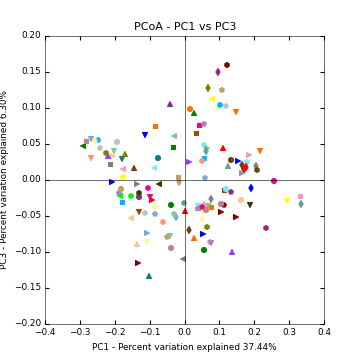 PCoA - PC1 vs PC3
0.20
0.15
0.10
0.05
0.00
−0.05
−0.10
−0.15
−0.20
PC3 - Percent variation explained 6.30%
−0.4 −0.3 −0.2 −0.1 0.0 0.1 0.2 0.3 0.4
PC1 - Percent variation explained 37.44%